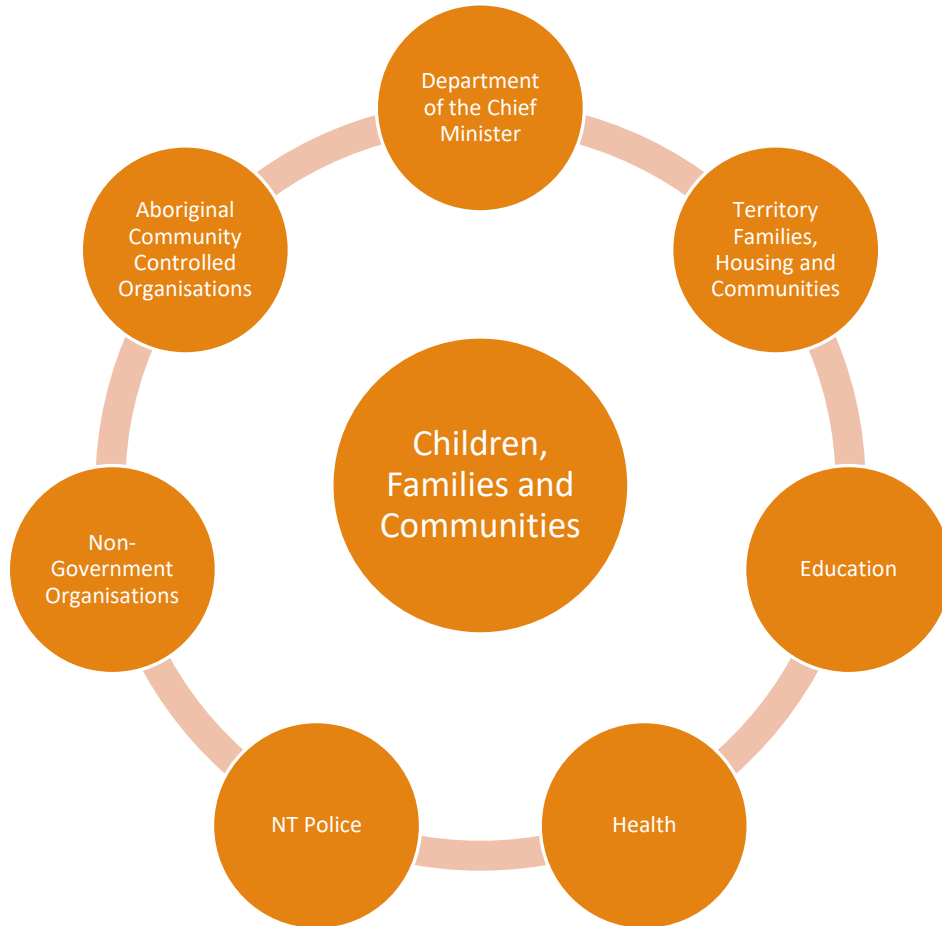 Department
of the Chief
Minister
Territory
Families,
Housing and
Communities
Education
Health
NT Police
Non-
Government
Organisations
Aboriginal
Community
Controlled
Organisations
Children,
Families and
Communities